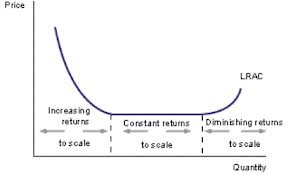 Price
LRAC
Increasing
returns
to scale
Constant returns
to scale
Diminishing returns
to scale
Quantity